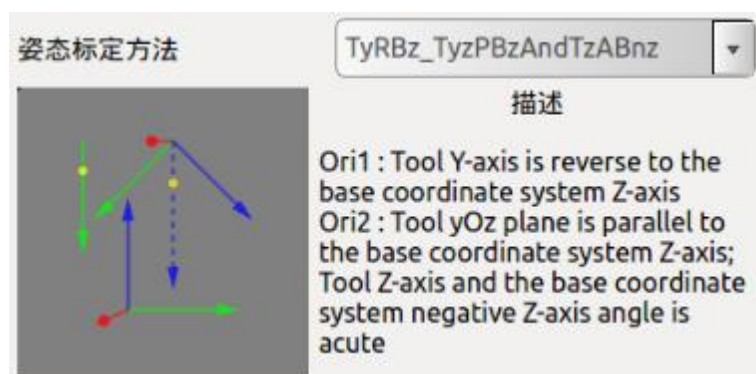 姿态标定方法
TyRBz_TyzPBzAndTzABnz
描述
Ori1 : Tool Y-axis is reverse to the
base coordinate system Z-axis
Ori2 : Tool yOz plane is parallel to
the base coordinate system Z-axis;
Tool Z-axis and the base coordinate
system negative Z-axis angle is
acute